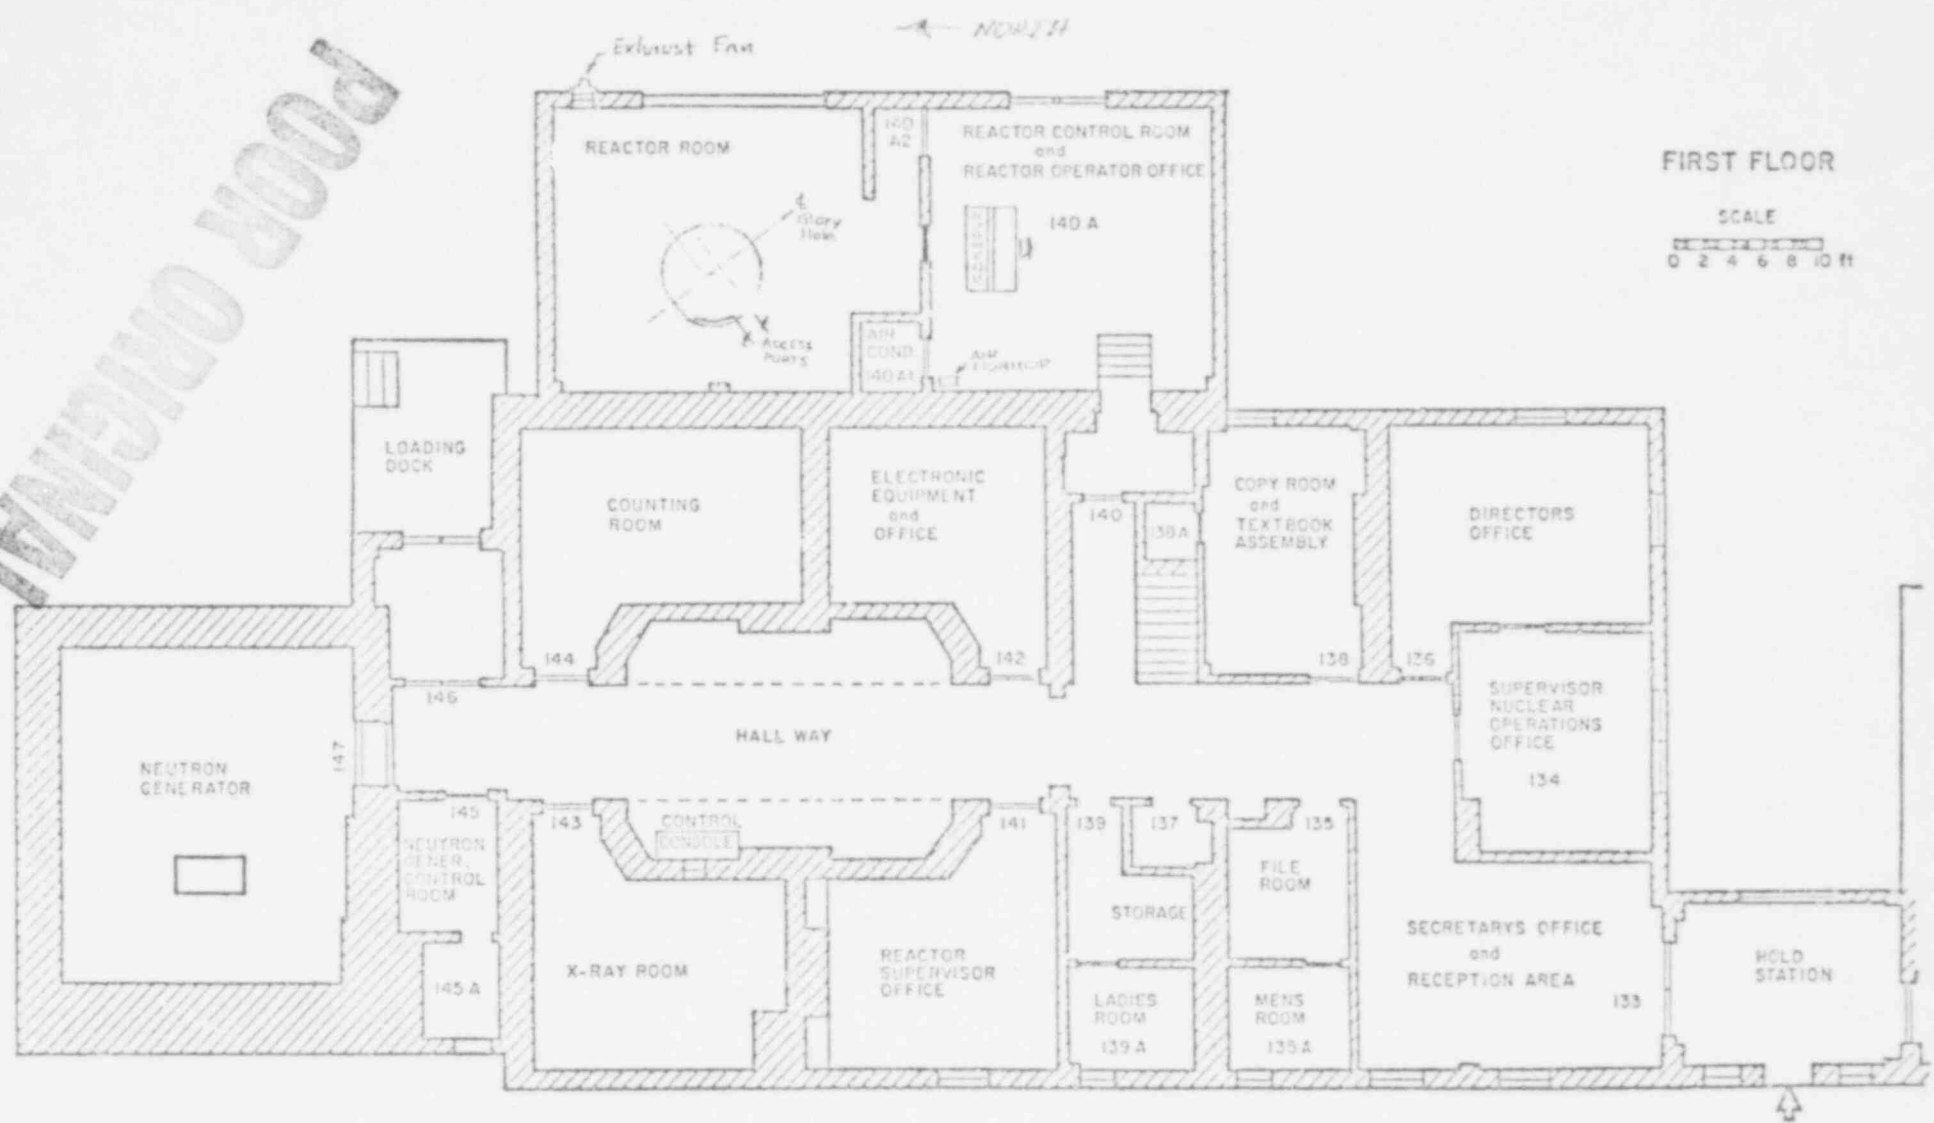 NORTH
Exhaust Fan
POOR ORIGINAL
REACTOR ROOM
140
A2
REACTOR CONTROL ROOM
and
REACTOR OPERATOR OFFICE
140 A
CONSOLE
FIRST FLOOR
SCALE
0 2 4 6 8 10 ft
℄
Glory
Hole
℄ ACCESS
PORTS
AIR
COND.
140 A1
AIR
LOADING
DOCK
COUNTING
ROOM
ELECTRONIC
EQUIPMENT
and
OFFICE
140
138A
COPY ROOM
and
TEXTBOOK
ASSEMBLY
DIRECTORS
OFFICE
144
142
138
136
146
147
HALL WAY
SUPERVISOR
NUCLEAR
OPERATIONS
OFFICE
134
NEUTRON
GENERATOR
145
143
CONTROL
CONSOLE
141
139
137
135
NEUTRON
GENER.
CONTROL
ROOM
FILE
ROOM
STORAGE
145 A
X-RAY ROOM
REACTOR
SUPERVISOR
OFFICE
LADIES
ROOM
139 A
MENS
ROOM
135 A
SECRETARYS OFFICE
and
RECEPTION AREA
133
HOLD
STATION